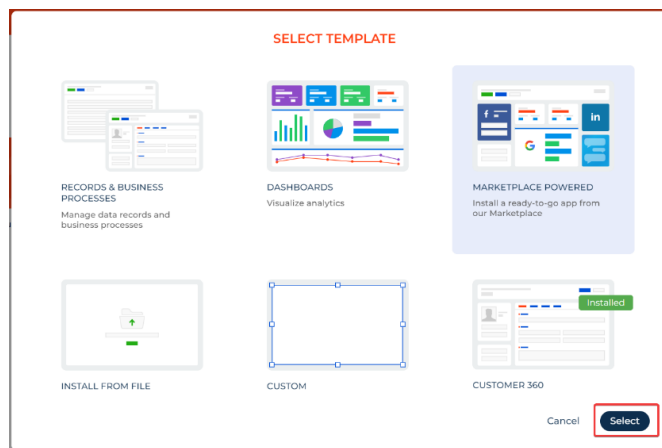 SELECT TEMPLATE
RECORDS & BUSINESS
PROCESSES
Manage data records and
business processes
DASHBOARDS
Visualize analytics
f
in
G
MARKETPLACE POWERED
Install a ready-to-go app from
our Marketplace
INSTALL FROM FILE
CUSTOM
Installed
CUSTOMER 360
Cancel
Select